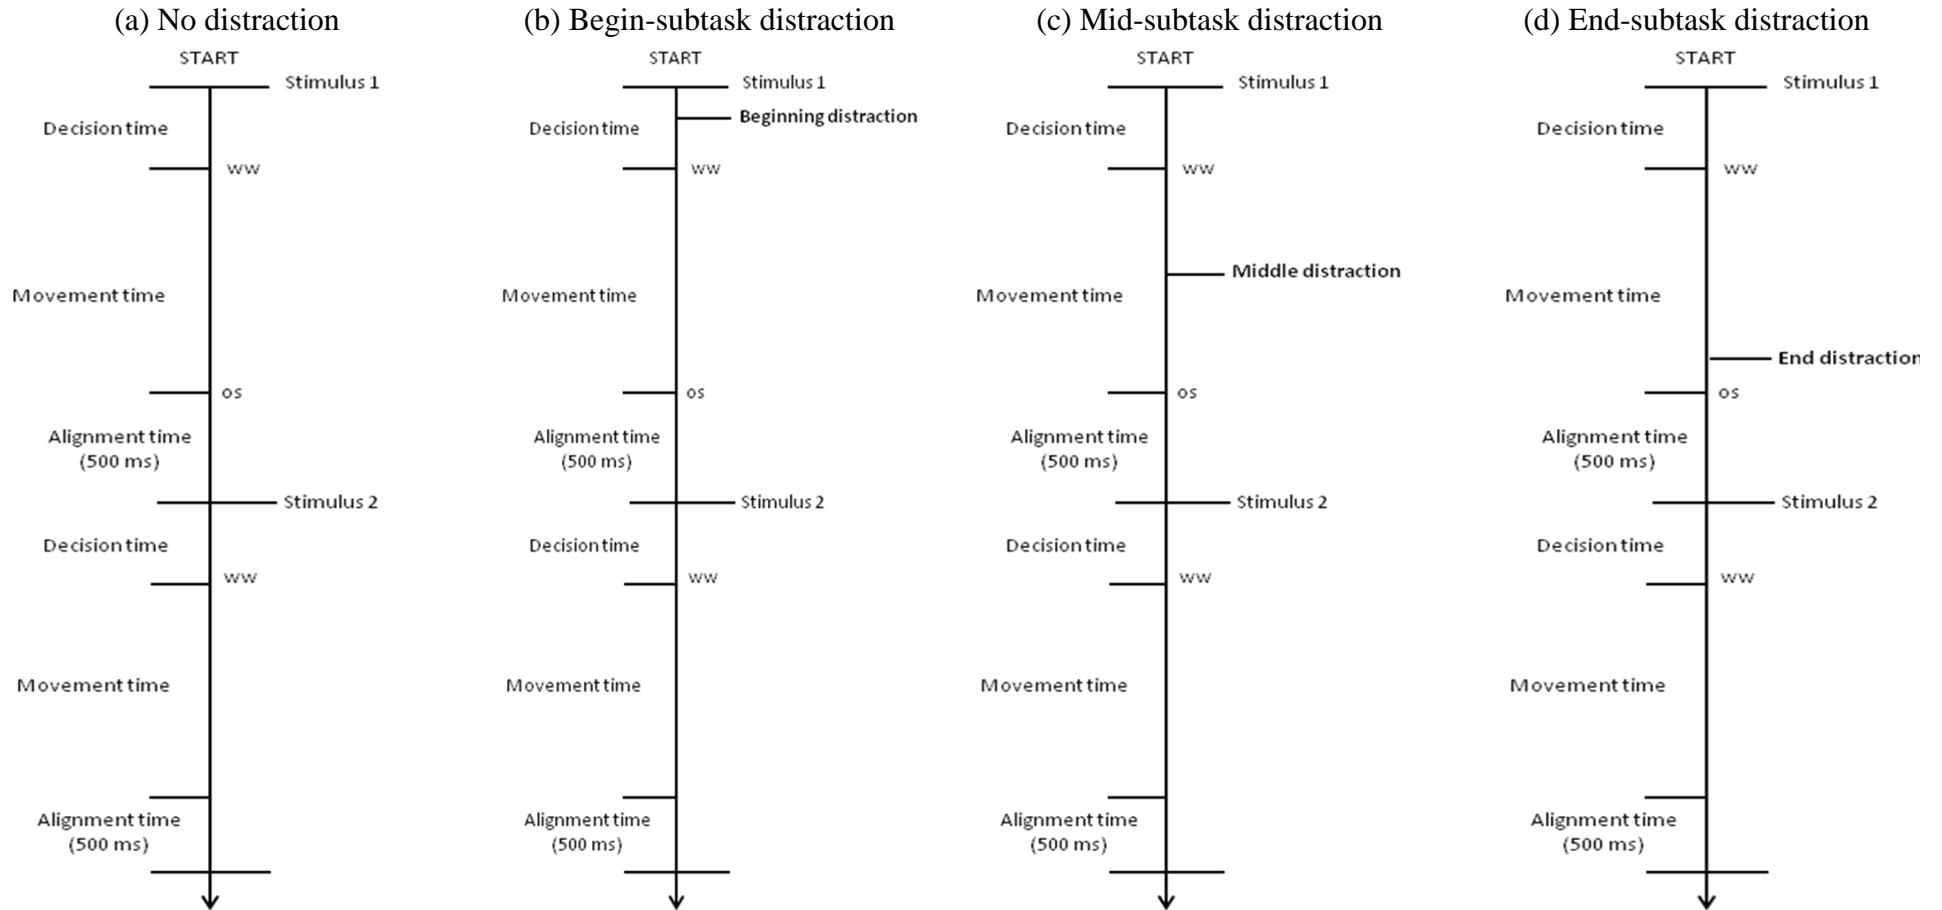 (a) No distraction
START
Stimulus 1
Decision time
ww
Movement time
os
Alignment time
(500 ms)
Stimulus 2
Decision time
ww
Movement time
Alignment time
(500 ms)
(b) Begin-subtask distraction
START
Stimulus 1
Beginning distraction
Decision time
ww
Movement time
os
Alignment time
(500 ms)
Stimulus 2
Decision time
ww
Movement time
Alignment time
(500 ms)
(c) Mid-subtask distraction
START
Stimulus 1
Decision time
ww
Middle distraction
Movement time
os
Alignment time
(500 ms)
Stimulus 2
Decision time
ww
Movement time
Alignment time
(500 ms)
(d) End-subtask distraction
START
Stimulus 1
Decision time
ww
Movement time
End distraction
os
Alignment time
(500 ms)
Stimulus 2
Decision time
ww
Movement time
Alignment time
(500 ms)